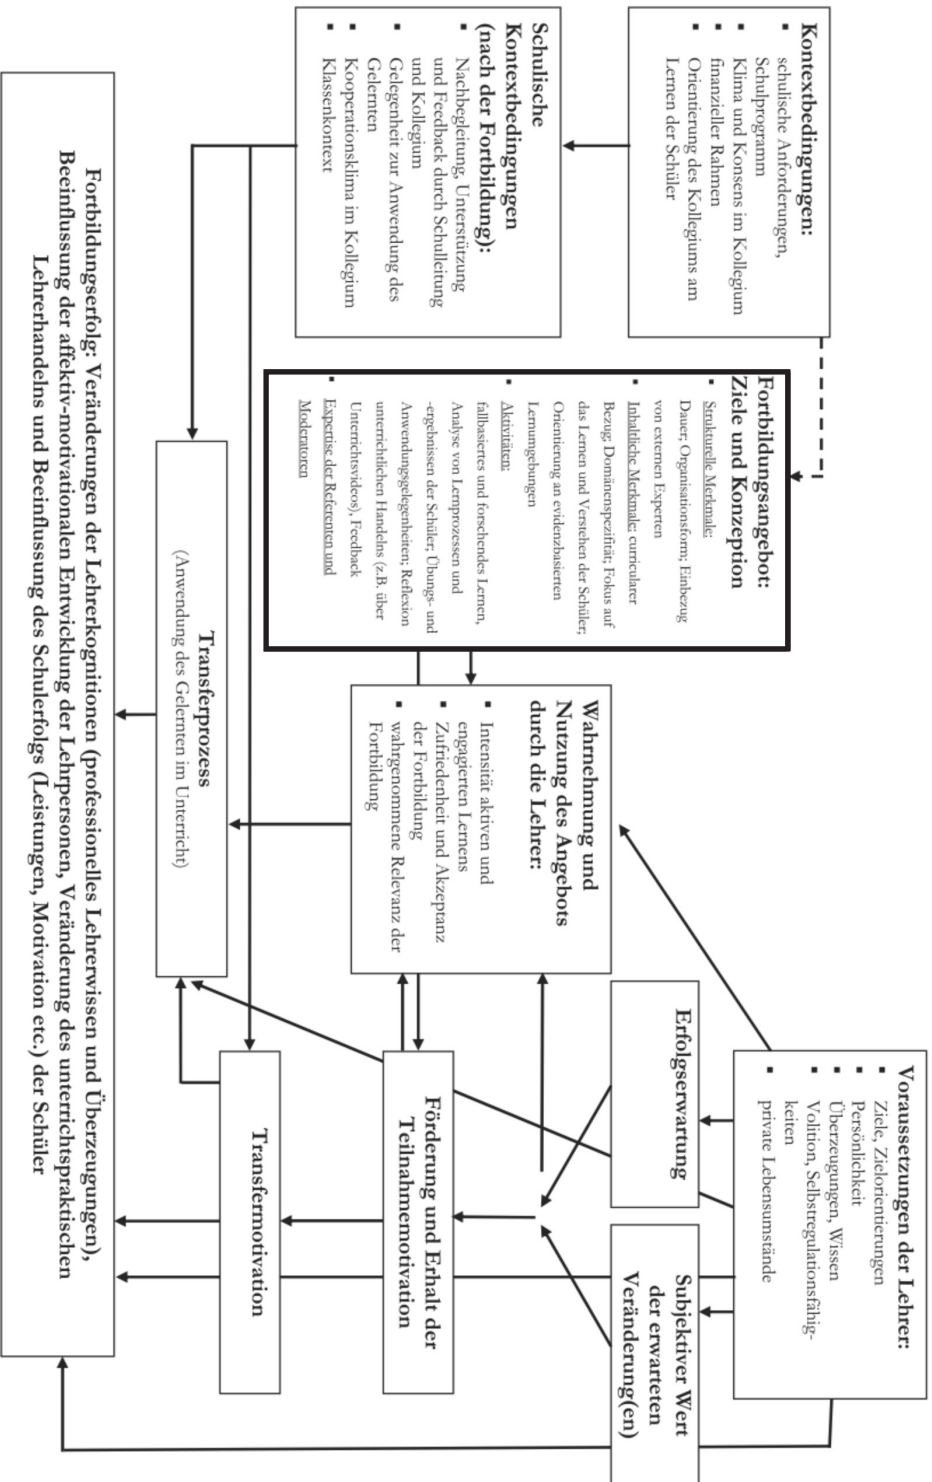 Kontextbedingungen:
▪ schulische Anforderungen,
Schulprogramm
▪ Klima und Konsens im Kollegium
▪ finanzieller Rahmen
▪ Orientierung des Kollegiums am
Lernen der Schüler
Schulische
Kontextbedingungen
(nach der Fortbildung):
▪ Nachbegleitung, Unterstützung
und Feedback durch Schulleitung
und Kollegium
▪ Gelegenheit zur Anwendung des
Gelernten
▪ Kooperationsklima im Kollegium
▪ Klassenkontext
Fortbildungsangebot:
Ziele und Konzeption
▪ Strukturelle Merkmale:
Dauer; Organisationsform; Einbezug
von externen Experten
▪ Inhaltliche Merkmale: curricularer
Bezug; Domänenspezifität; Fokus auf
das Lernen und Verstehen der Schüler;
Orientierung an evidenzbasierten
Lernumgebungen
▪ Aktivitäten:
fallbasiertes und forschendes Lernen,
Analyse von Lernprozessen und
-ergebnissen der Schüler; Übungs- und
Anwendungsgelegenheiten; Reflexion
unterrichtlichen Handelns (z.B. über
Unterrichtsvideos), Feedback
▪ Expertise der Referenten und
Moderatoren
Wahrnehmung und
Nutzung des Angebots
durch die Lehrer:
▪ Intensität aktiven und
engagierten Lernens
▪ Zufriedenheit und Akzeptanz
der Fortbildung
▪ wahrgenommene Relevanz der
Fortbildung
Voraussetzungen der Lehrer:
▪ Ziele, Zielorientierungen
▪ Persönlichkeit
▪ Überzeugungen, Wissen
▪ Volition, Selbstregulationsfähig-
keiten
▪ private Lebensumstände
Erfolgserwartung
Subjektiver Wert
der erwarteten
Veränderung(en)
Förderung und Erhalt der
Teilnahmemotivation
Transfermotivation
Transferprozess
(Anwendung des Gelernten im Unterricht)
Fortbildungserfolg: Veränderungen der Lehrerkognitionen (professionelles Lehrerwissen und Überzeugungen),
Beeinflussung der affektiv-motivationalen Entwicklung der Lehrpersonen, Veränderung des unterrichtspraktischen
Lehrerhandelns und Beeinflussung des Schulerfolgs (Leistungen, Motivation etc.) der Schüler